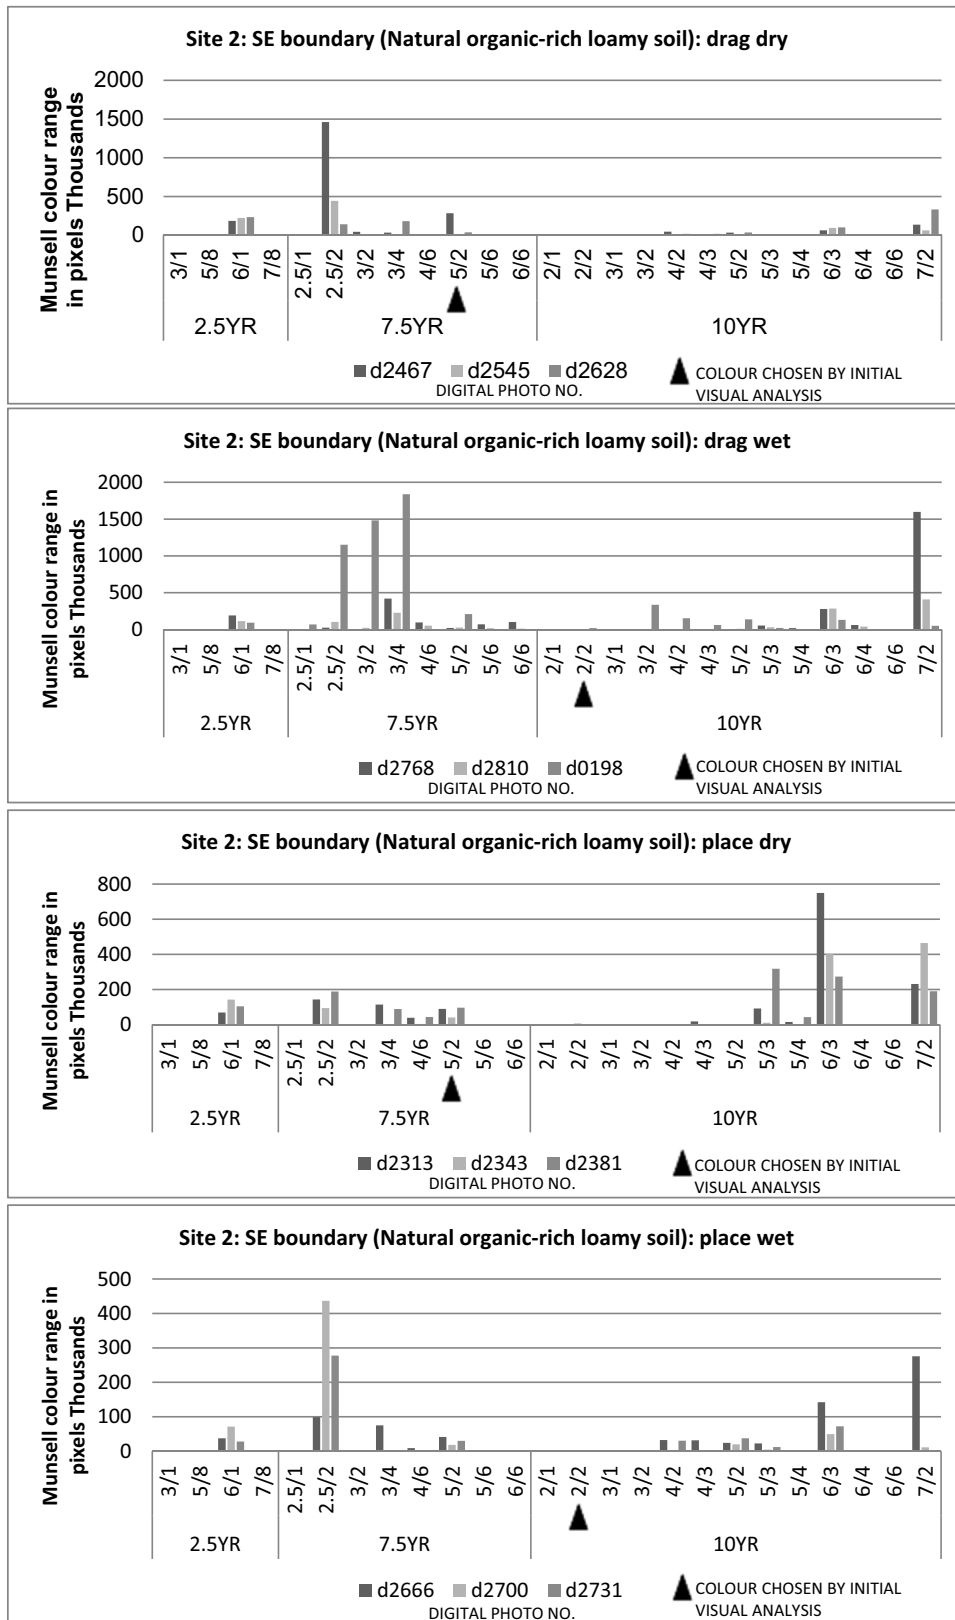 Site 2: SE boundary (Natural organic-rich loamy soil): drag dry
Munsell colour range
in pixels Thousands
2000
1500
1000
500
0
3/1 5/8 6/1 7/8 2.5/1 2.5/2 3/2 3/4 4/6 5/2 5/6 6/6 2/1 2/2 3/1 3/2 4/2 4/3 5/2 5/3 5/4 6/3 6/4 6/6 7/2
2.5YR 7.5YR 10YR
d2467 d2545 d2628
DIGITAL PHOTO NO.
COLOUR CHOSEN BY INITIAL
VISUAL ANALYSIS
Site 2: SE boundary (Natural organic-rich loamy soil): drag wet
Munsell colour range in
pixels Thousands
2000
1500
1000
500
0
3/1 5/8 6/1 7/8 2.5/1 2.5/2 3/2 3/4 4/6 5/2 5/6 6/6 2/1 2/2 3/1 3/2 4/2 4/3 5/2 5/3 5/4 6/3 6/4 6/6 7/2
2.5YR 7.5YR 10YR
d2768 d2810 d0198
DIGITAL PHOTO NO.
COLOUR CHOSEN BY INITIAL
VISUAL ANALYSIS
Site 2: SE boundary (Natural organic-rich loamy soil): place dry
Munsell colour range in
pixels Thousands
800
600
400
200
0
3/1 5/8 6/1 7/8 2.5/1 2.5/2 3/2 3/4 4/6 5/2 5/6 6/6 2/1 2/2 3/1 3/2 4/2 4/3 5/2 5/3 5/4 6/3 6/4 6/6 7/2
2.5YR 7.5YR 10YR
d2313 d2343 d2381
DIGITAL PHOTO NO.
COLOUR CHOSEN BY INITIAL
VISUAL ANALYSIS
Site 2: SE boundary (Natural organic-rich loamy soil): place wet
Munsell colour range in
pixels Thousands
500
400
300
200
100
0
3/1 5/8 6/1 7/8 2.5/1 2.5/2 3/2 3/4 4/6 5/2 5/6 6/6 2/1 2/2 3/1 3/2 4/2 4/3 5/2 5/3 5/4 6/3 6/4 6/6 7/2
2.5YR 7.5YR 10YR
d2666 d2700 d2731
DIGITAL PHOTO NO.
COLOUR CHOSEN BY INITIAL
VISUAL ANALYSIS